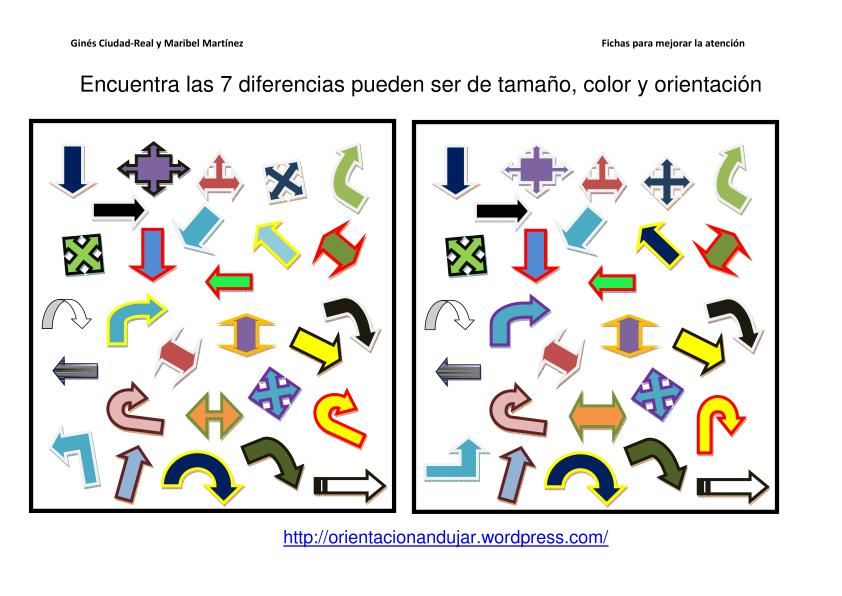 Ginés Ciudad-Real y Maribel Martínez
Fichas para mejorar la atención
Encuentra las 7 diferencias pueden ser de tamaño, color y orientación
http://orientacionandujar.wordpress.com/